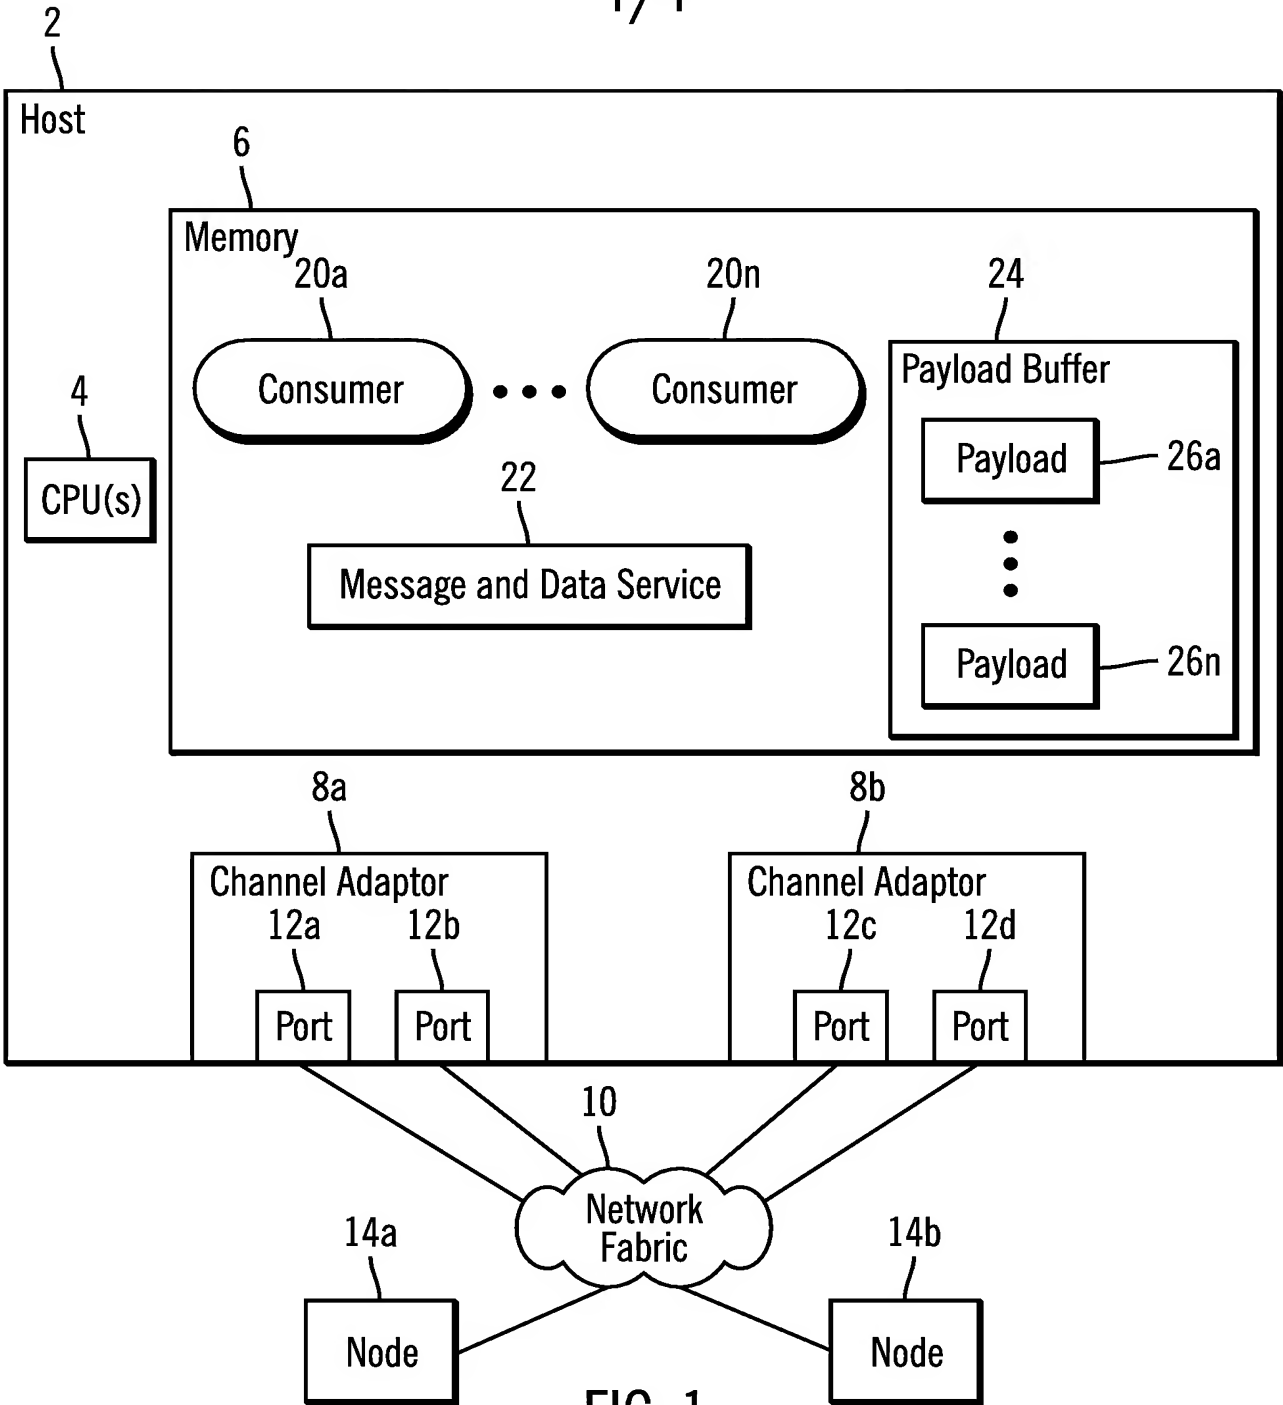 2
Host
6
Memory
20a 20n 24
Consumer Consumer Payload Buffer
4
CPU(s)
Payload 26a
22
Message and Data Service
Payload 26n
8a 8b
Channel Adaptor Channel Adaptor
12a 12b 12c 12d
Port Port Port Port
10
Network
Fabric
14a 14b
Node Node